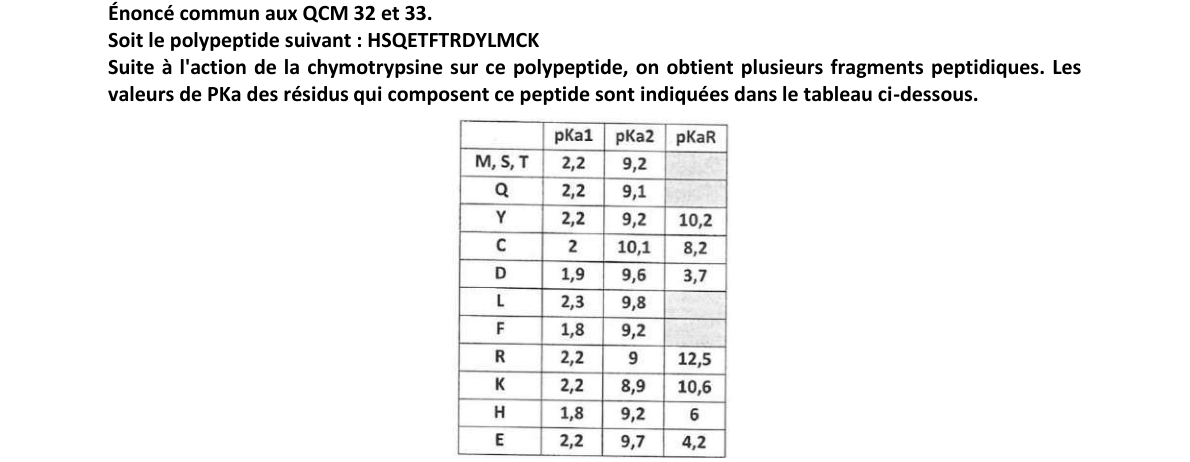 Énoncé commun aux QCM 32 et 33.
Soit le polypeptide suivant : HSQETFTRDYLMCK
Suite à l'action de la chymotrypsine sur ce polypeptide, on obtient plusieurs fragments peptidiques. Les
valeurs de PKa des résidus qui composent ce peptide sont indiquées dans le tableau ci-dessous.
pKa1 pKa2 pKaR
M, S, T 2,2 9,2
Q 2,2 9,1
Y 2,2 9,2 10,2
C 2 10,1 8,2
D 1,9 9,6 3,7
L 2,3 9,8
F 1,8 9,2
R 2,2 9 12,5
K 2,2 8,9 10,6
H 1,8 9,2 6
E 2,2 9,7 4,2